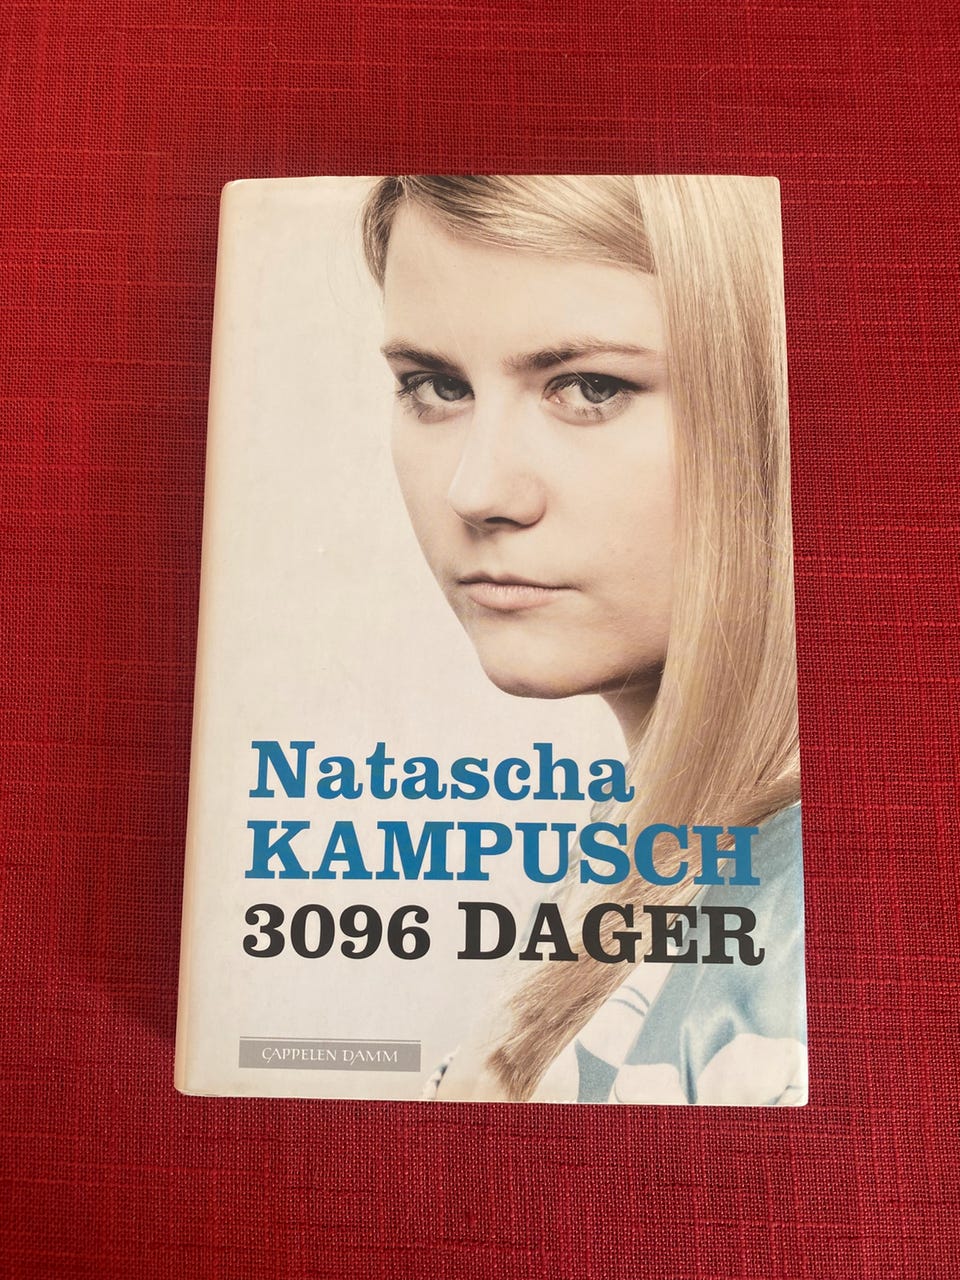 Natascha
KAMPUSCH
3096 DAGER
CAPPELEN DAMM